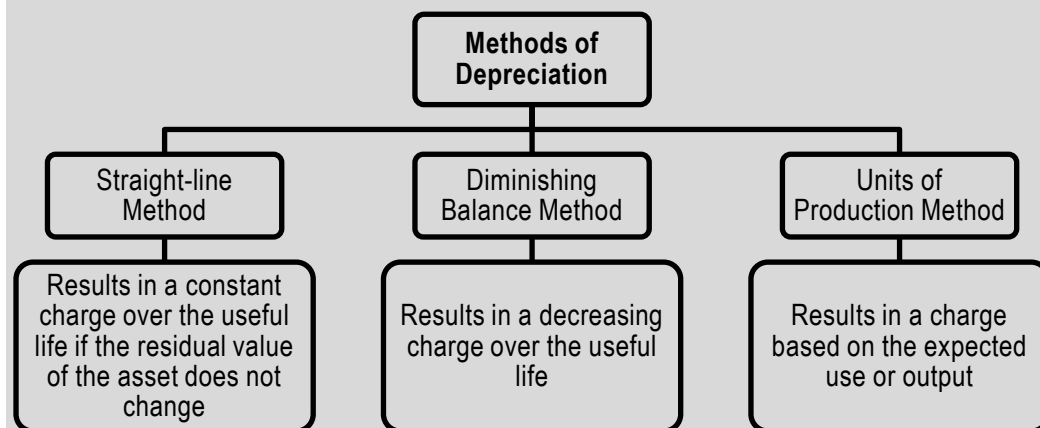 Methods of
Depreciation
Straight-line
Method
Diminishing
Balance Method
Units of
Production Method
Results in a constant
charge over the useful
life if the residual value
of the asset does not
change
Results in a decreasing
charge over the useful
life
Results in a charge
based on the expected
use or output